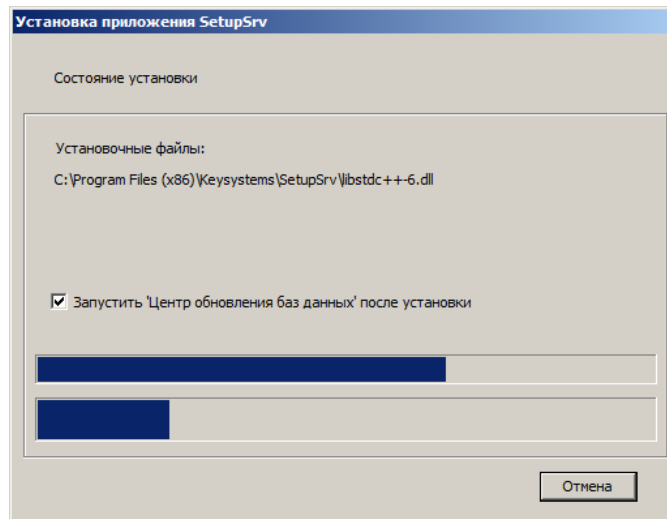 Установка приложения SetupSrv
Состояние установки
Установочные файлы:
C:\Program Files (x86)\Keysystems\SetupSrv\libstdc++-6.dll
Запустить 'Центр обновления баз данных' после установки
Отмена